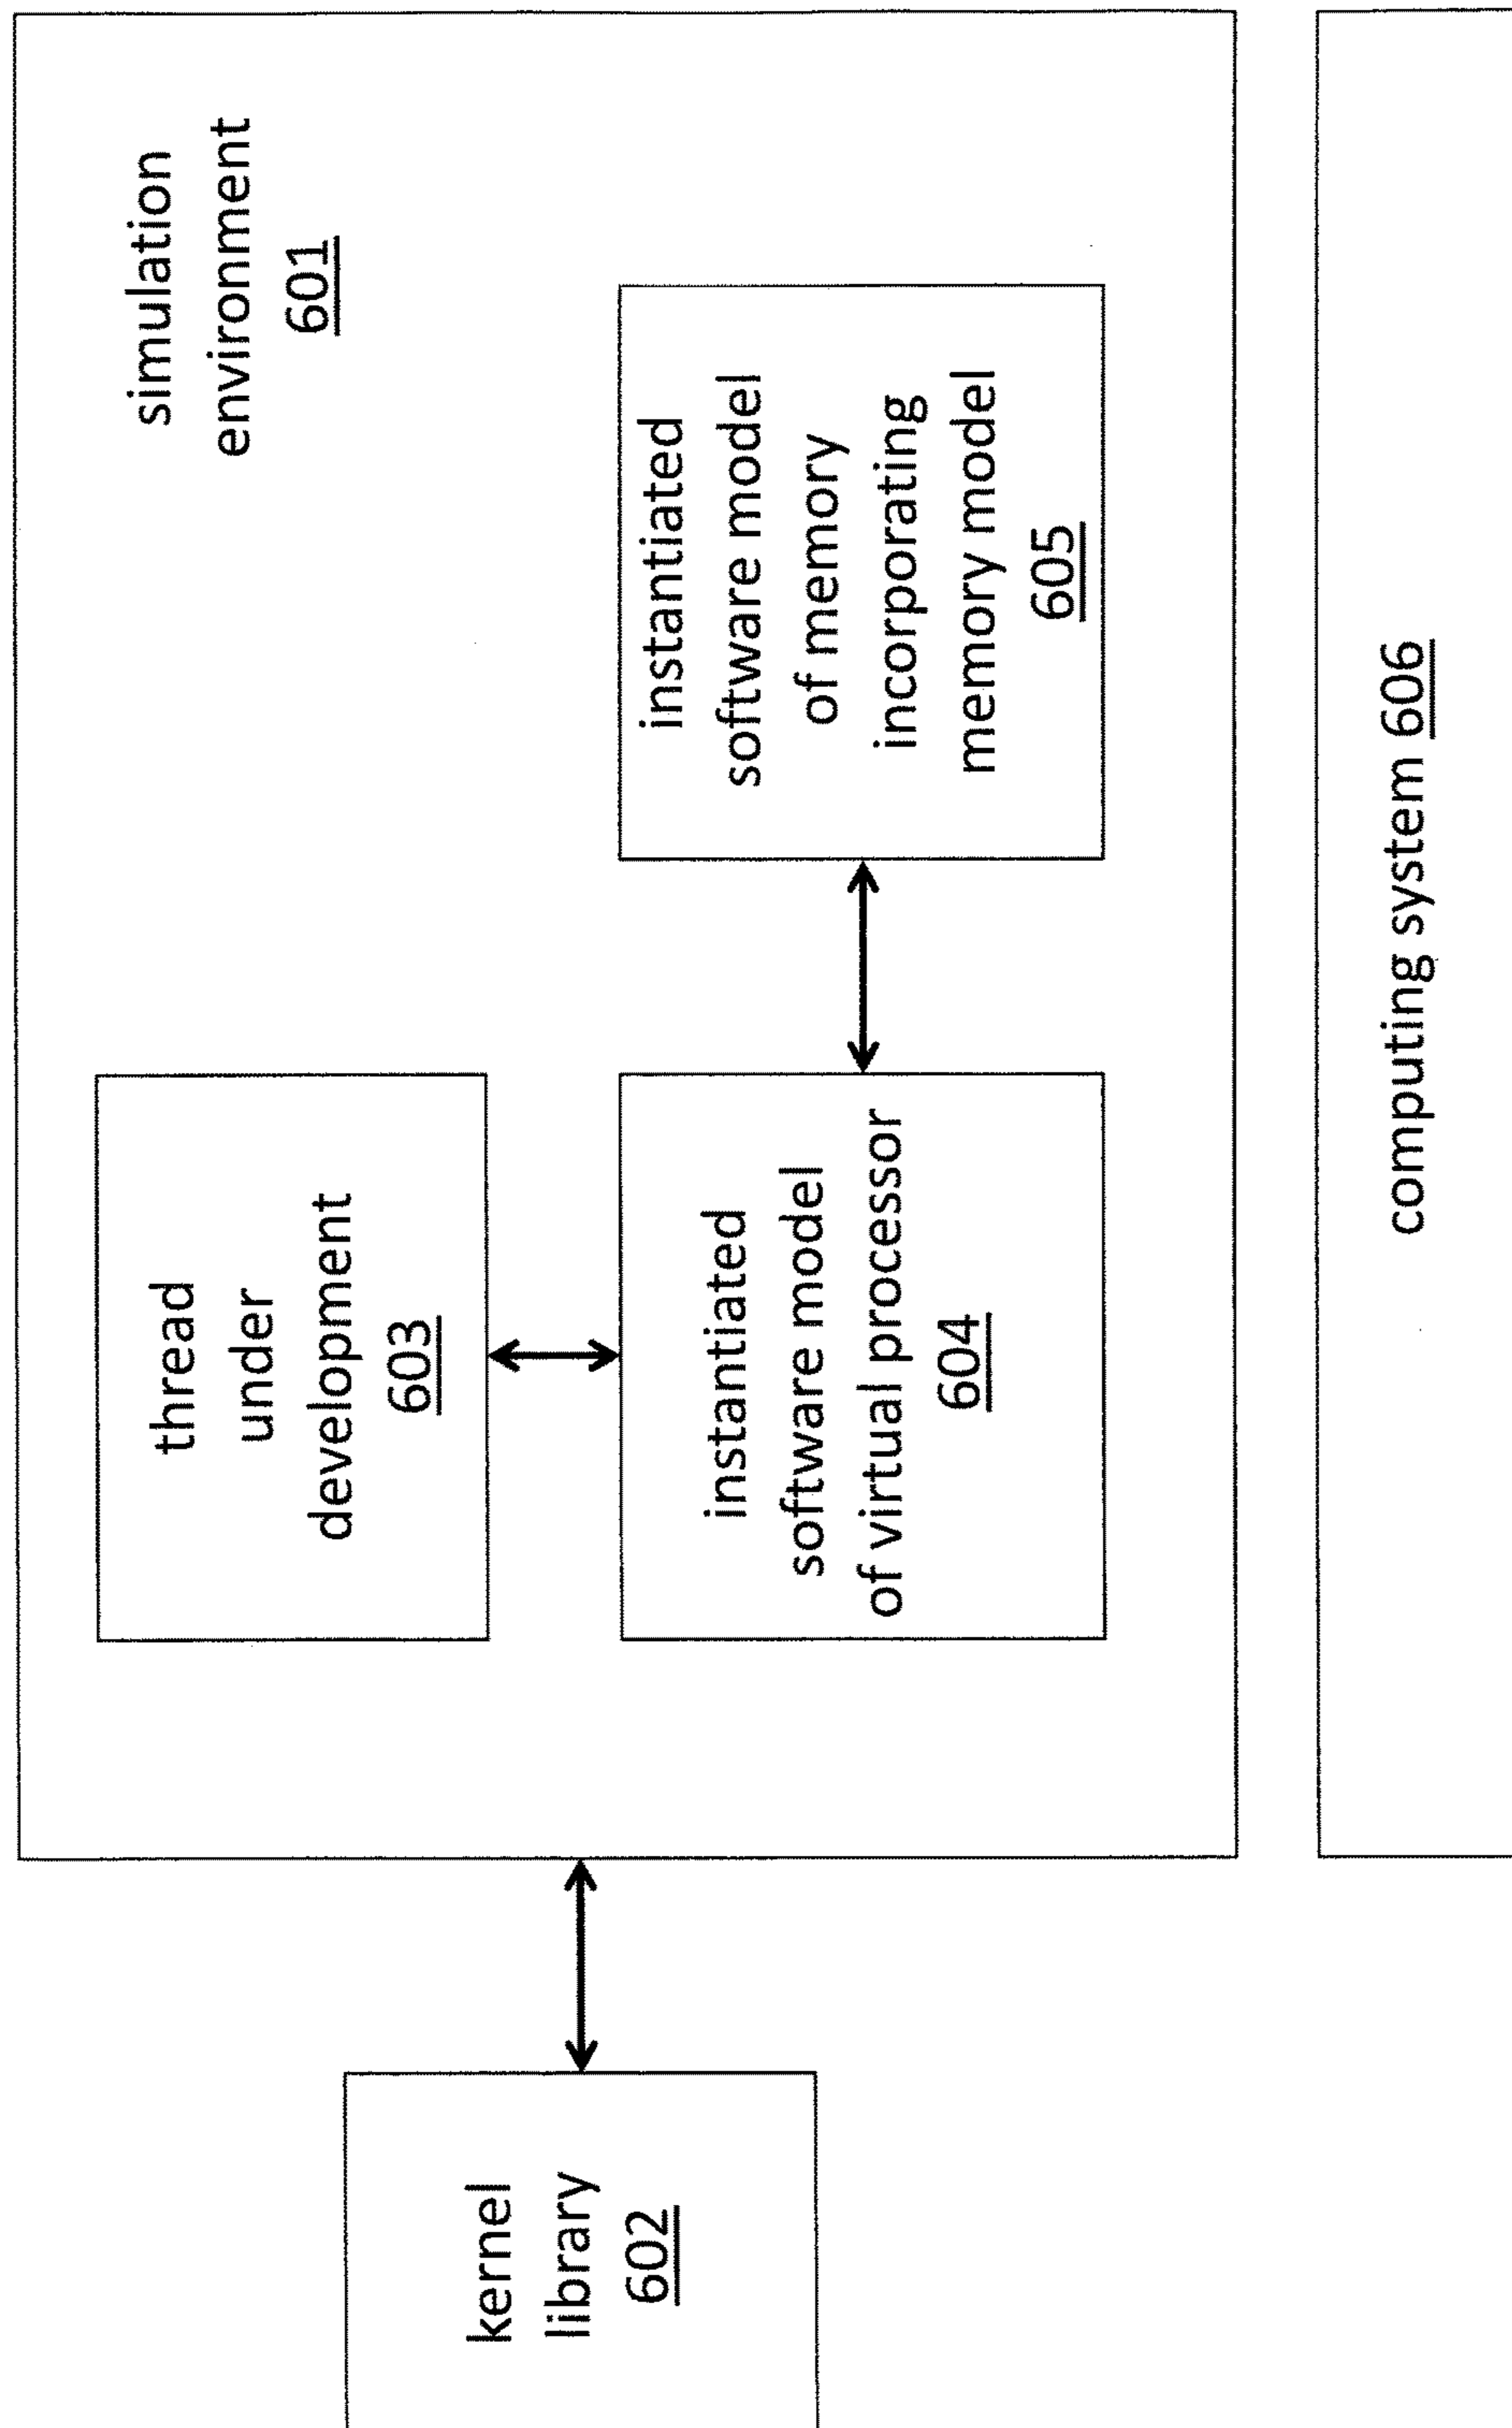 simulation
environment
601
thread
under
development
603
kernel
library
602
instantiated
software model
of virtual processor
604
instantiated
software model
of memory
incorporating
memory model
605
computing system 606